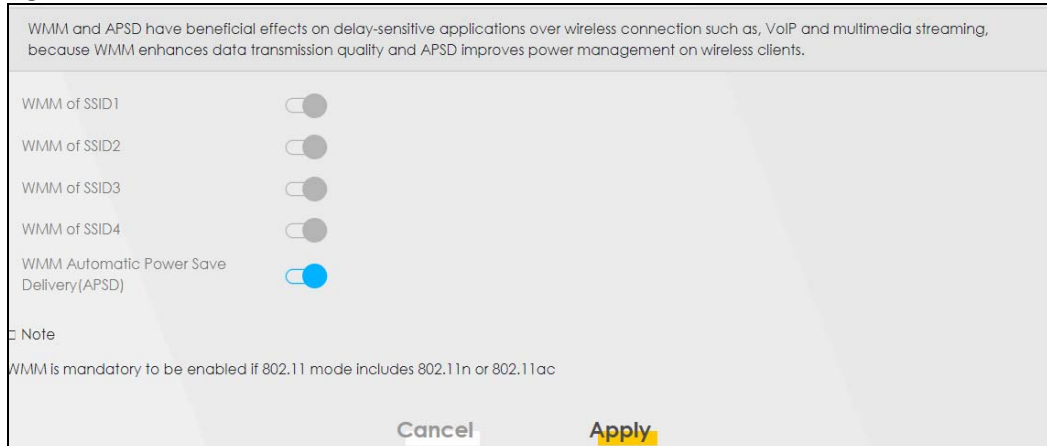 WMM and APSD have beneficial effects on delay-sensitive applications over wireless connection such as, VoIP and multimedia streaming,
because WMM enhances data transmission quality and APSD improves power management on wireless clients.
WMM of SSID1
WMM of SSID2
WMM of SSID3
WMM of SSID4
WMM Automatic Power Save
Delivery(APSD)
Note
WMM is mandatory to be enabled if 802.11 mode includes 802.11n or 802.11ac
Cancel Apply